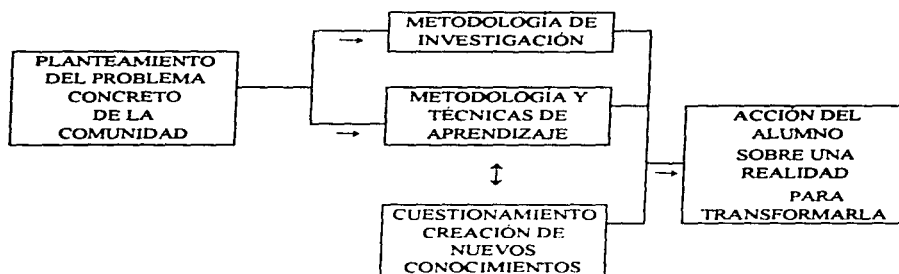 PLANTEAMIENTO
DEL PROBLEMA
CONCRETO
DE LA
COMUNIDAD
METODOLOGÍA DE
INVESTIGACIÓN
METODOLOGÍA Y
TÉCNICAS DE
APRENDIZAJE
CUESTIONAMIENTO
CREACIÓN DE
NUEVOS
CONOCIMIENTOS
ACCIÓN DEL
ALUMNO
SOBRE UNA
REALIDAD
PARA
TRANSFORMARLA